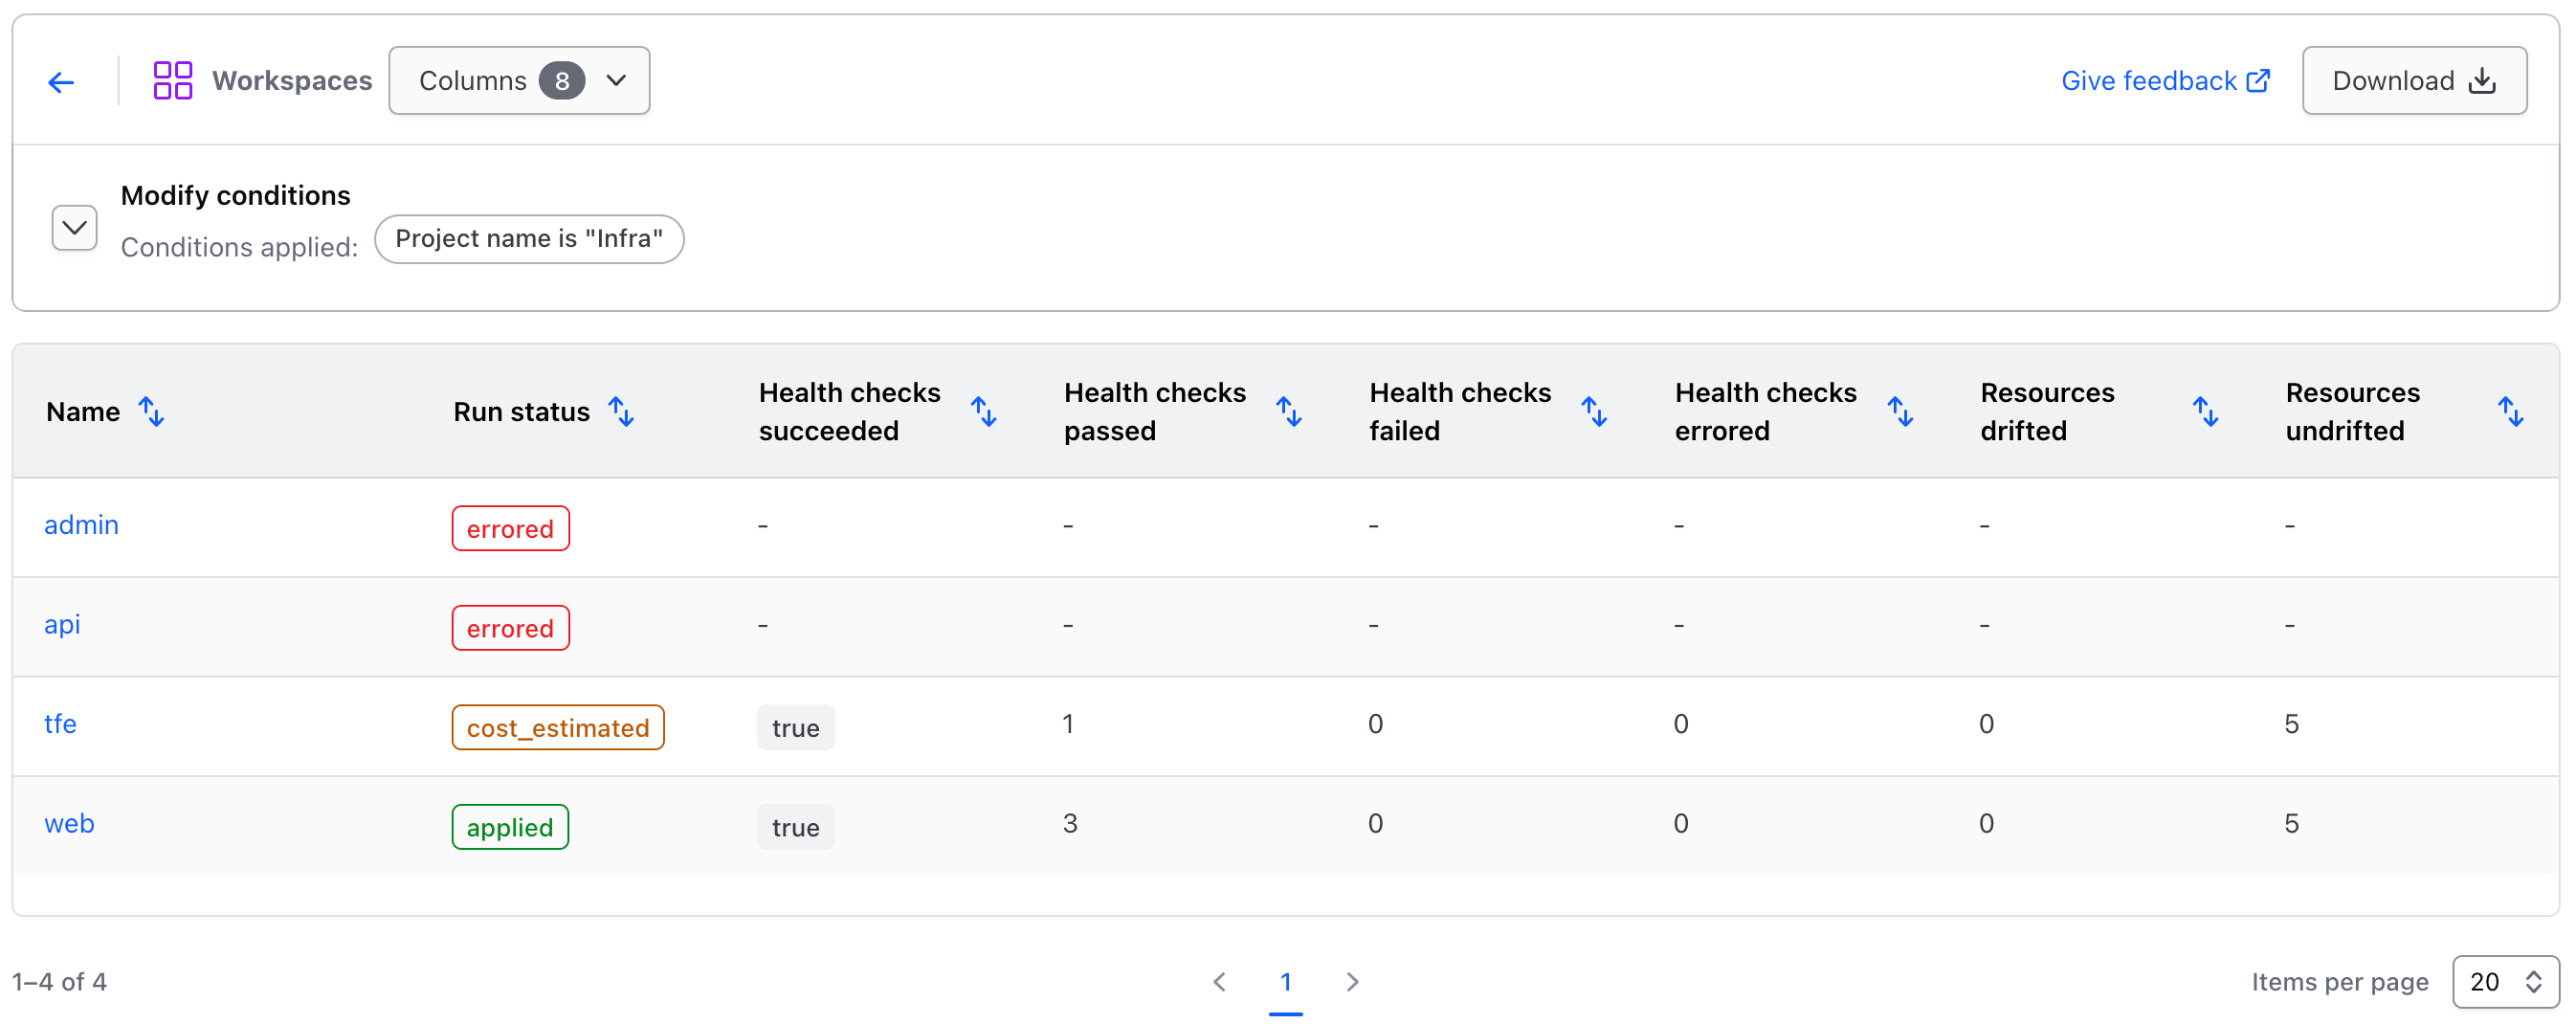 Workspaces Columns 8 Give feedback Download
Modify conditions
Conditions applied: Project name is "Infra"
Name Run status Health checks succeeded Health checks passed Health checks failed Health checks errored Resources drifted Resources undrifted
admin errored - - - - - -
api errored - - - - - -
tfe cost_estimated true 1 0 0 0 5
web applied true 3 0 0 0 5
1–4 of 4 1 Items per page 20